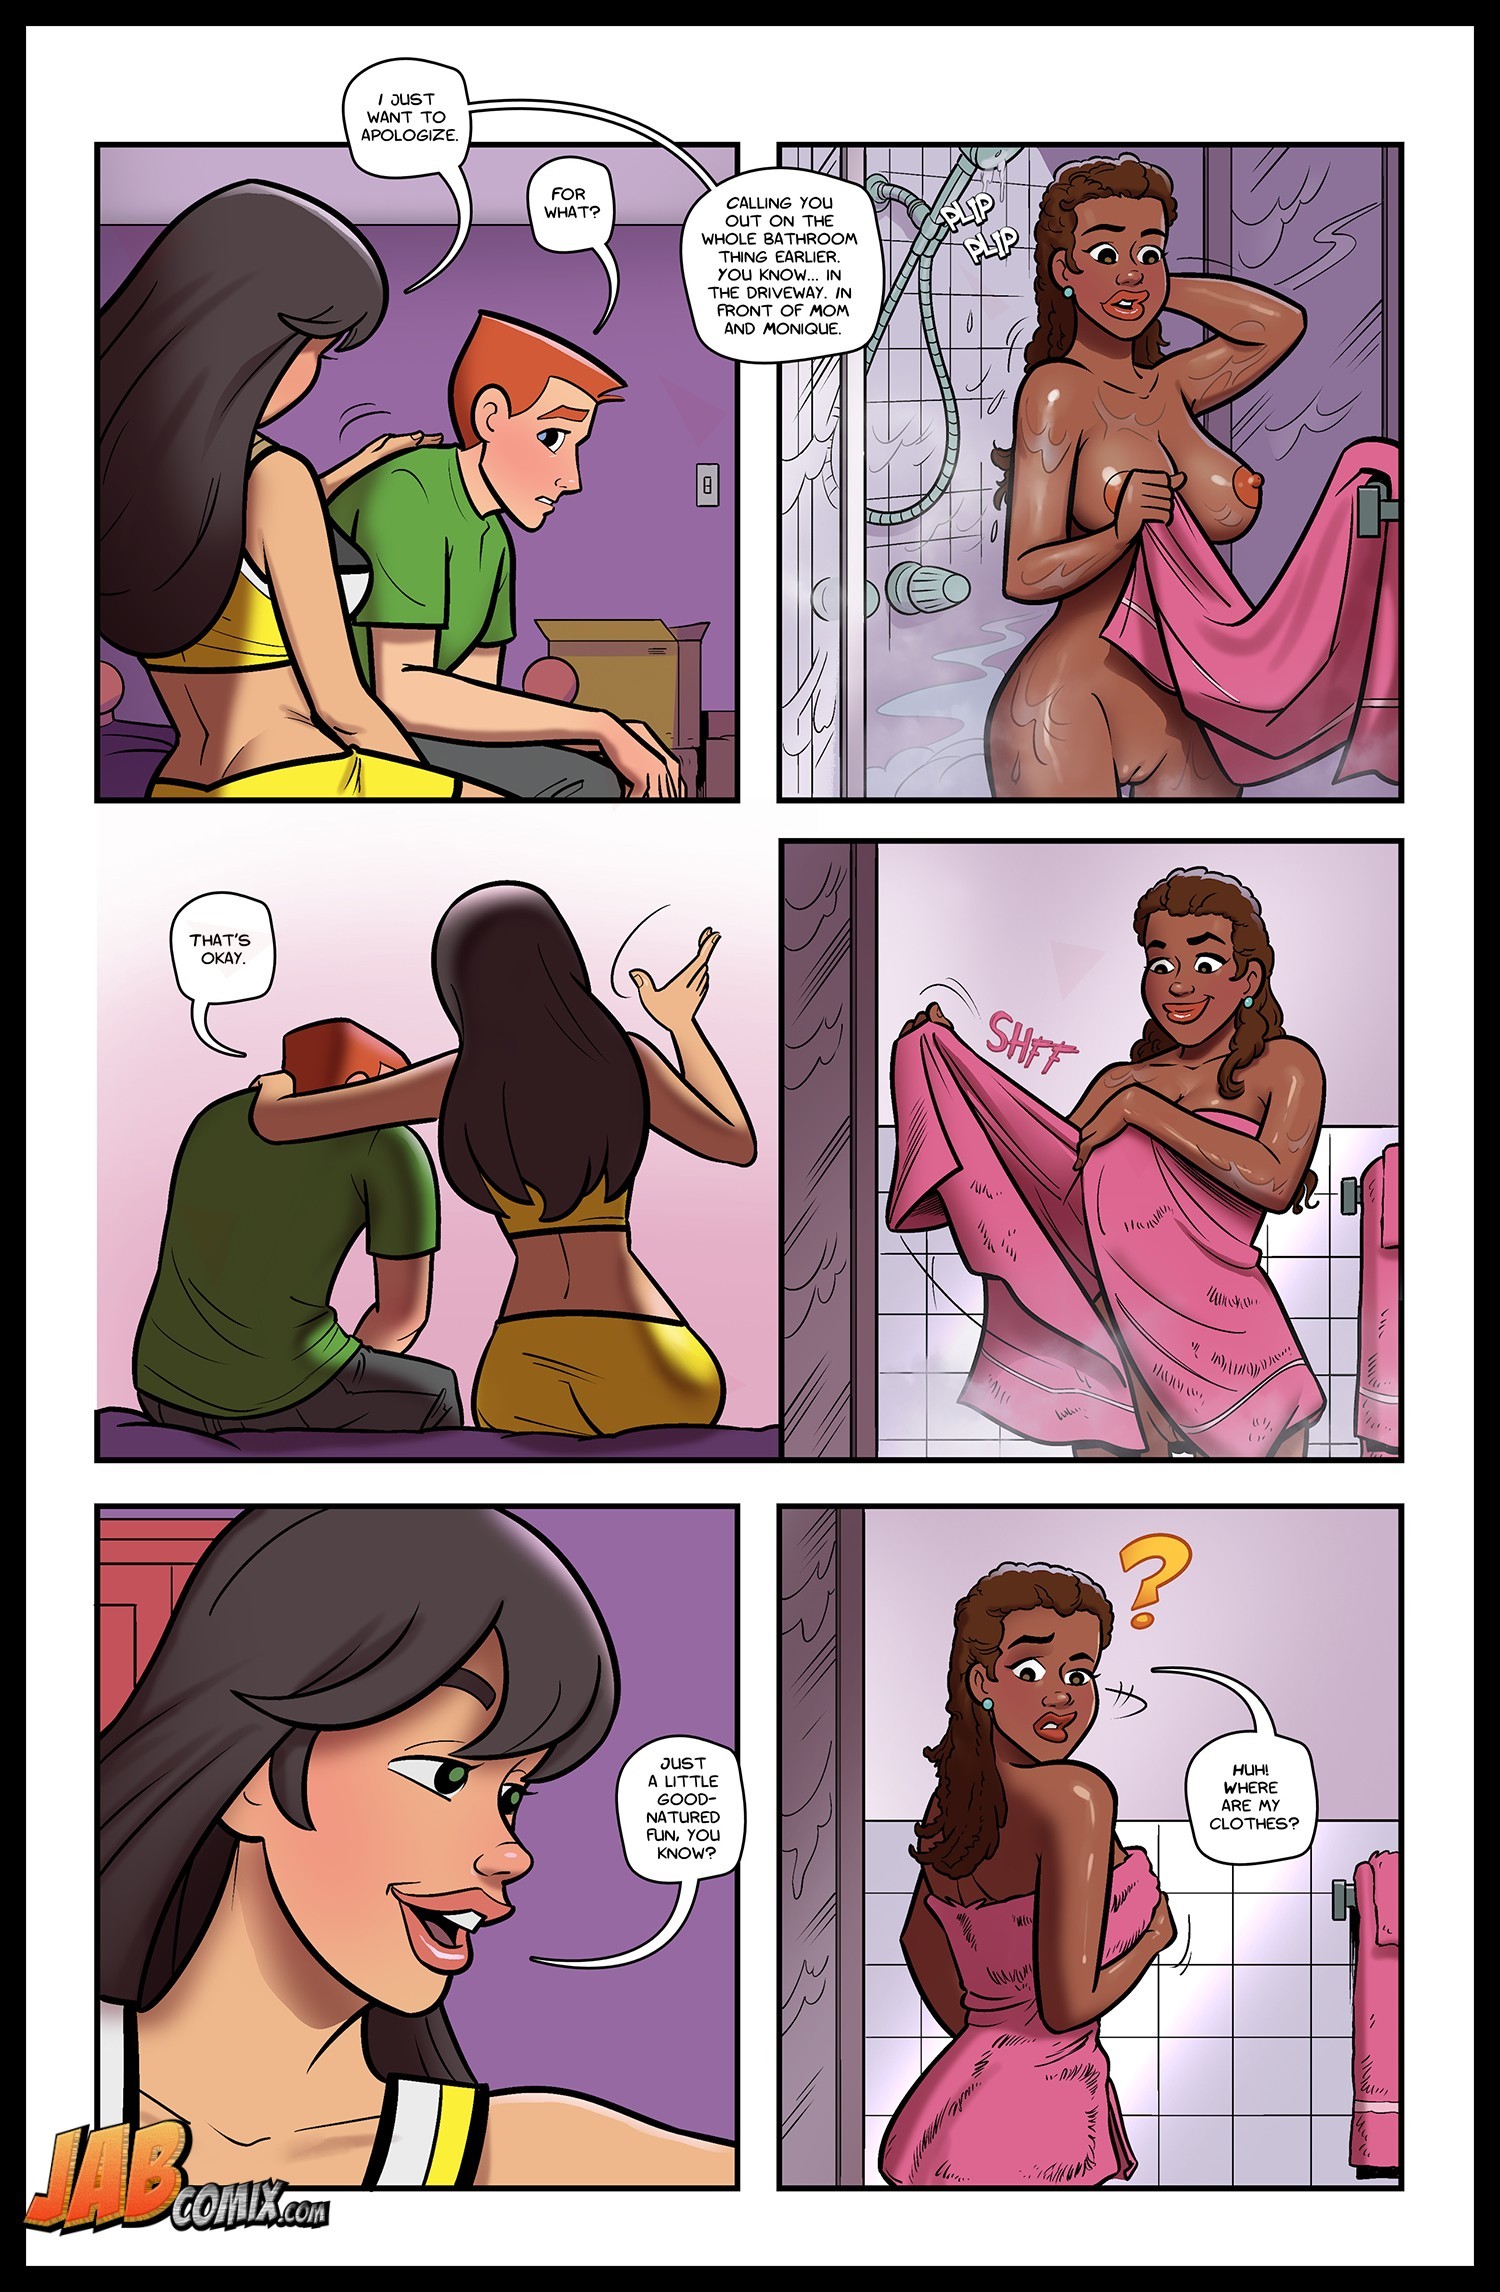 I JUST
WANT TO
APOLOGIZE.
FOR
WHAT?
CALLING YOU
OUT ON THE
WHOLE BATHROOM
THING EARLIER.
YOU KNOW... IN
THE DRIVEWAY. IN
FRONT OF MOM
AND MONIQUE.
PLIP
PLIP
THAT'S
OKAY.
SHFF
JUST
A LITTLE
GOOD-
NATURED
FUN, YOU
KNOW?
?
HUH!
WHERE
ARE MY
CLOTHES?
JAB
COMIX.COM